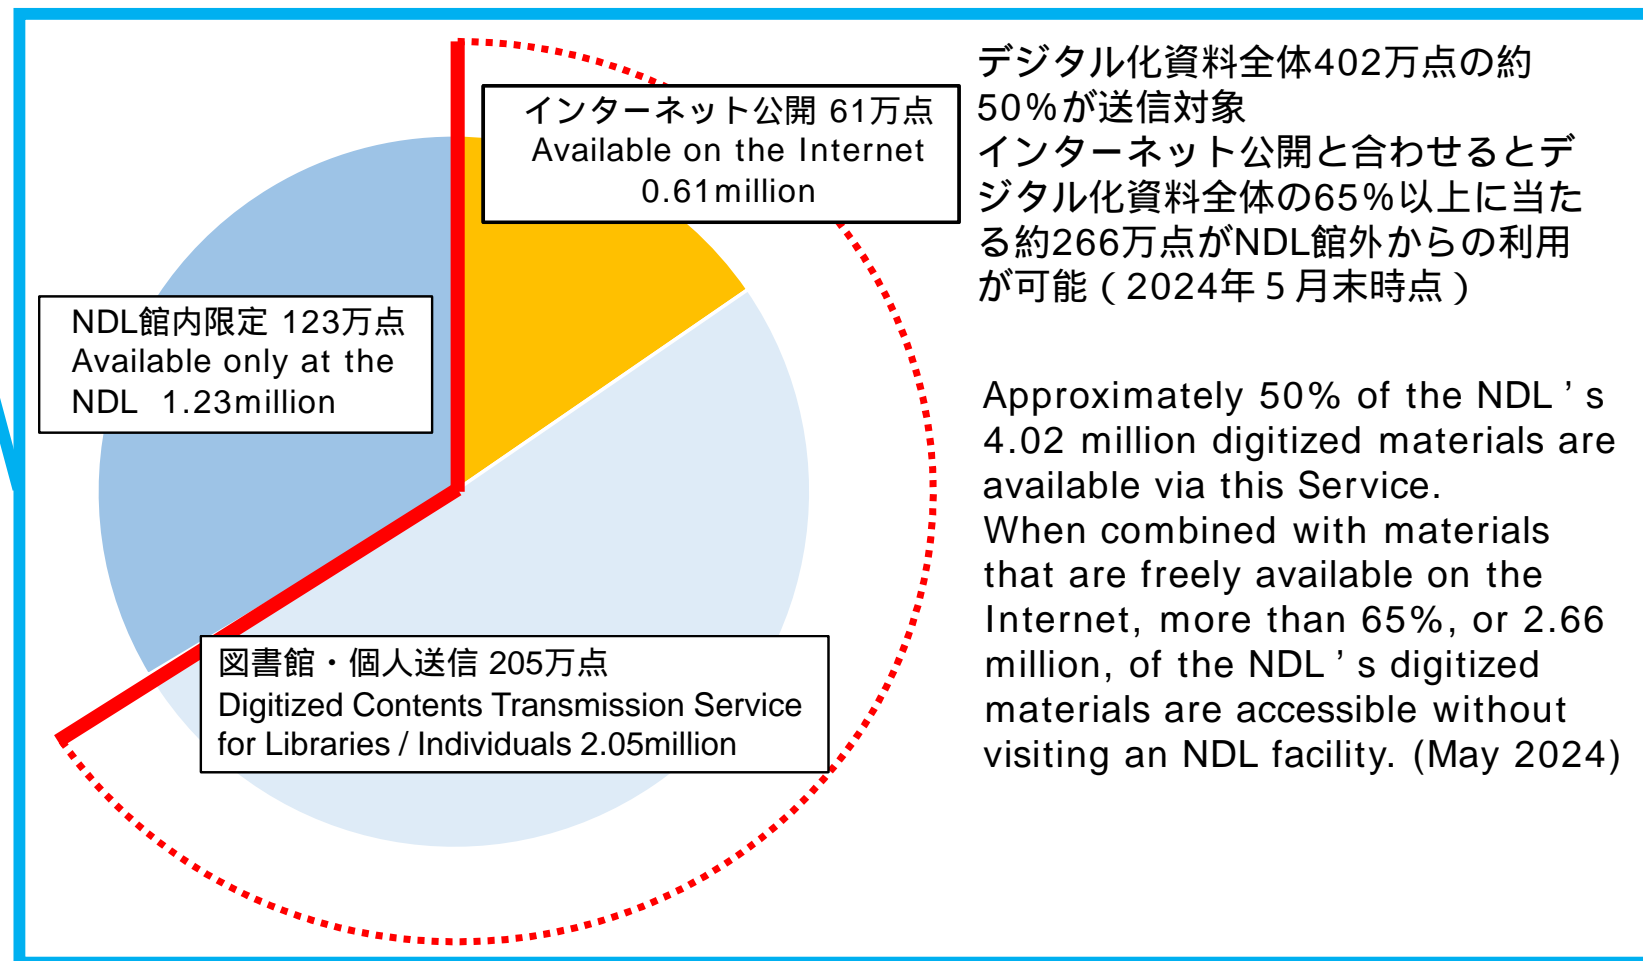 インターネット公開 61万点
Available on the Internet
0.61million
NDL館内限定 123万点
Available only at the
NDL 1.23million
図書館・個人送信 205万点
Digitized Contents Transmission Service
for Libraries / Individuals 2.05million
デジタル化資料全体402万点の約
50%が送信対象
インターネット公開と合わせるとデ
ジタル化資料全体の65%以上に当た
る約266万点がNDL館外からの利用
が可能（2024年５月末時点）
Approximately 50% of the NDL’s
4.02 million digitized materials are
available via this Service.
When combined with materials
that are freely available on the
Internet, more than 65%, or 2.66
million, of the NDL’s digitized
materials are accessible without
visiting an NDL facility. (May 2024)